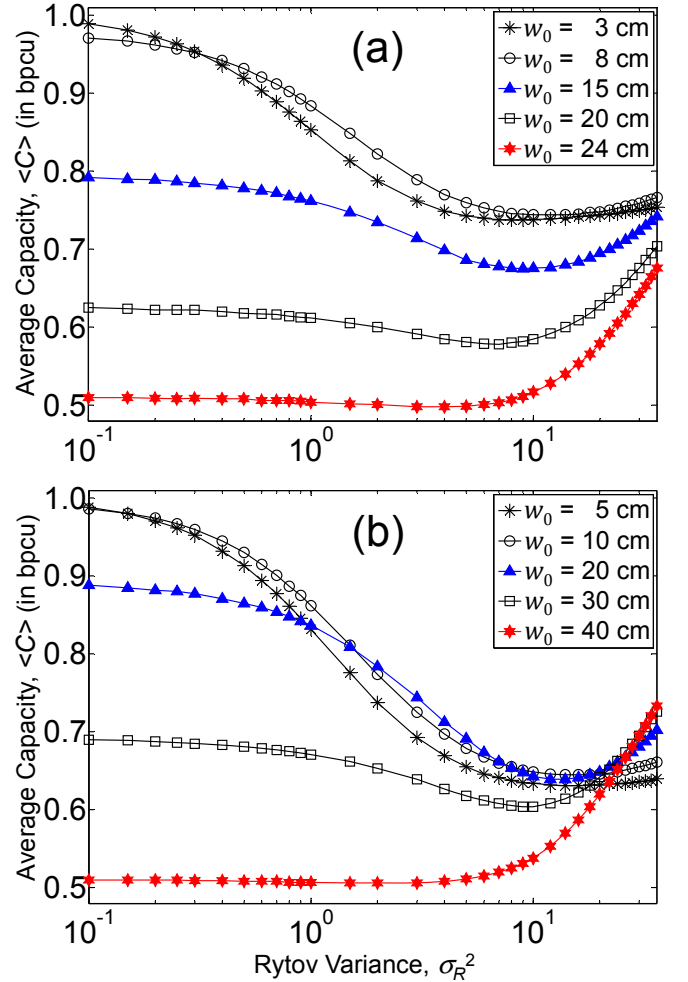 (a)
w₀ = 3 cm
w₀ = 8 cm
w₀ = 15 cm
w₀ = 20 cm
w₀ = 24 cm
Average Capacity, <C> (in bpcu)
1.0
0.9
0.8
0.7
0.6
0.5
10⁻¹
10⁰
10¹
(b)
w₀ = 5 cm
w₀ = 10 cm
w₀ = 20 cm
w₀ = 30 cm
w₀ = 40 cm
Average Capacity, <C> (in bpcu)
1.0
0.9
0.8
0.7
0.6
0.5
10⁻¹
10⁰
10¹
Rytov Variance, σ_R²